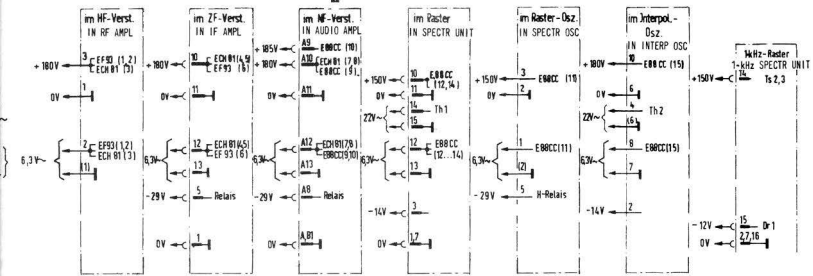 im HF-Verst.
IN RF AMPL
+180V
3
EF93 (1,2)
ECH 81 (3)
0V
1
6,3V~
2
EF93(1,2)
ECH 81 (3)
(1)
im ZF-Verst.
IN IF AMPL
+180V
10
ECH 81(4,5)
EF93 (6)
0V
11
6,3V~
12
ECH 81(4,5)
EF 93 (6)
13
-29V
5
Relais
0V
1
im NF-Verst.
IN AUDIO AMPL
+185V
A9
E88CC (10)
+180V
A10
ECH81 (7,8)
E88CC (9)
0V
A11
6,3V~
A12
ECH81(7,8)
E88CC(9,10)
A13
-29V
A8
Relais
0V
A,B1
im Raster
IN SPECTR UNIT
+150V
10
E88CC
(12,14)
0V
11
22V~
14
Th1
15
6,3V~
12
E88CC
(12...14)
13
-14V
3
0V
1,7
im Raster-Osz.
IN SPECTR OSC
+150V
3
E88CC (11)
0V
2
6,3V~
1
E88CC(11)
(2)
-29V
5
H-Relais
im Interpol.-
Osz.
IN INTERP OSC
+180V
10
E88CC (15)
0V
6
22V~
4
Th 2
(6)
6,3V~
8
E88CC(15)
7
-14V
2
1kHz-Raster
1-kHz SPECTR UNIT
+150V
14
Ts 2,3
-12V
15
Dr 1
0V
2,7,16